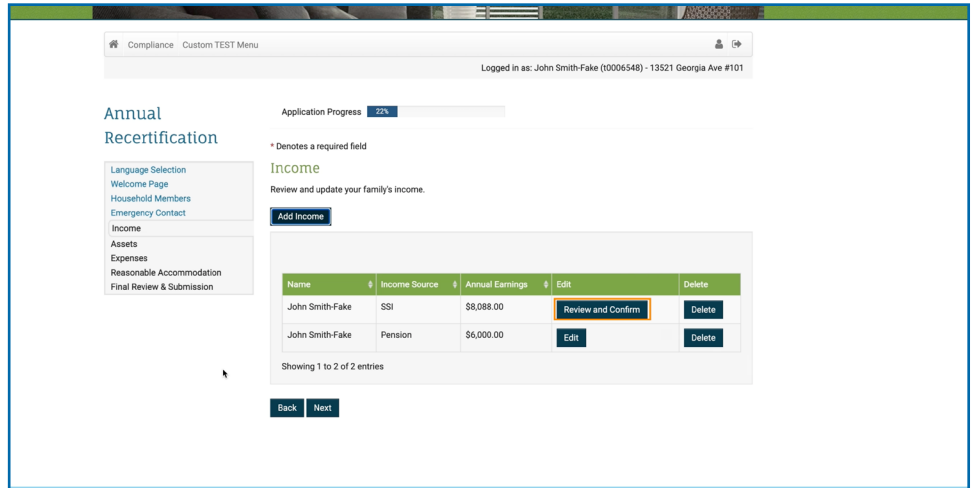 Compliance Custom TEST Menu
Logged in as: John Smith-Fake (t0006548) - 13521 Georgia Ave #101
Annual
Recertification
Language Selection
Welcome Page
Household Members
Emergency Contact
Income
Assets
Expenses
Reasonable Accommodation
Final Review & Submission
Application Progress 22%
* Denotes a required field
Income
Review and update your family's income.
Add Income
Name Income Source Annual Earnings Edit Delete
John Smith-Fake SSI $8,088.00 Review and Confirm Delete
John Smith-Fake Pension $6,000.00 Edit Delete
Showing 1 to 2 of 2 entries
Back Next